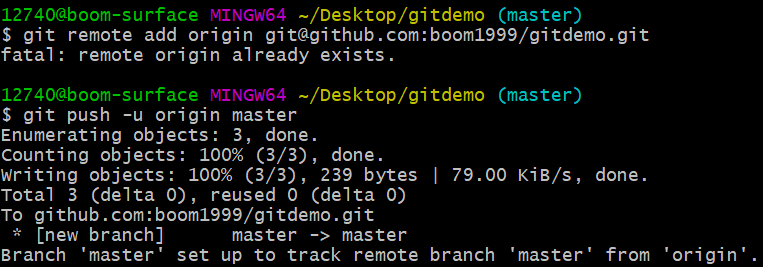 12740@boom-surface MINGW64 ~/Desktop/gitdemo (master)
$ git remote add origin git@github.com:boom1999/gitdemo.git
fatal: remote origin already exists.
12740@boom-surface MINGW64 ~/Desktop/gitdemo (master)
$ git push -u origin master
Enumerating objects: 3, done.
Counting objects: 100% (3/3), done.
Writing objects: 100% (3/3), 239 bytes | 79.00 KiB/s, done.
Total 3 (delta 0), reused 0 (delta 0)
To github.com:boom1999/gitdemo.git
 * [new branch]      master -> master
Branch 'master' set up to track remote branch 'master' from 'origin'.